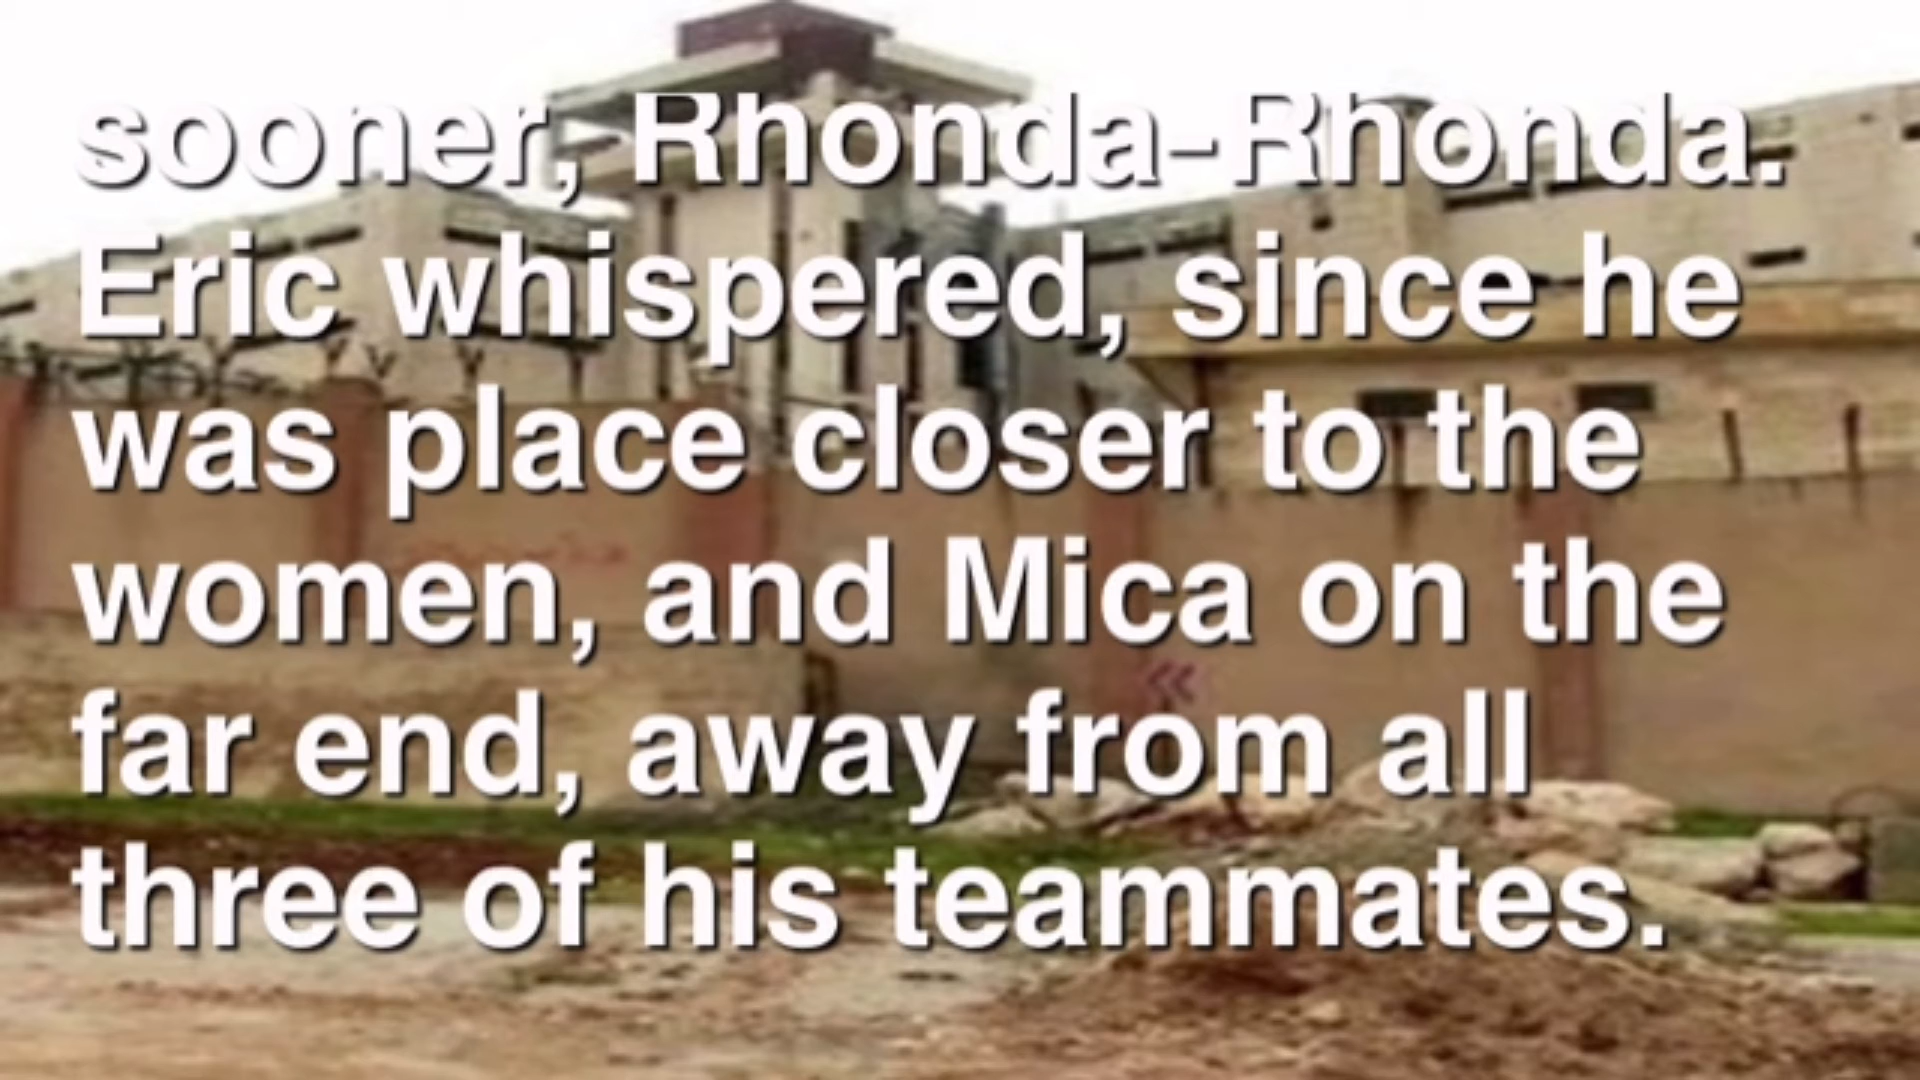 sooner, Rhonda-Rhonda.
Eric whispered, since he
was place closer to the
women, and Mica on the
far end, away from all
three of his teammates.